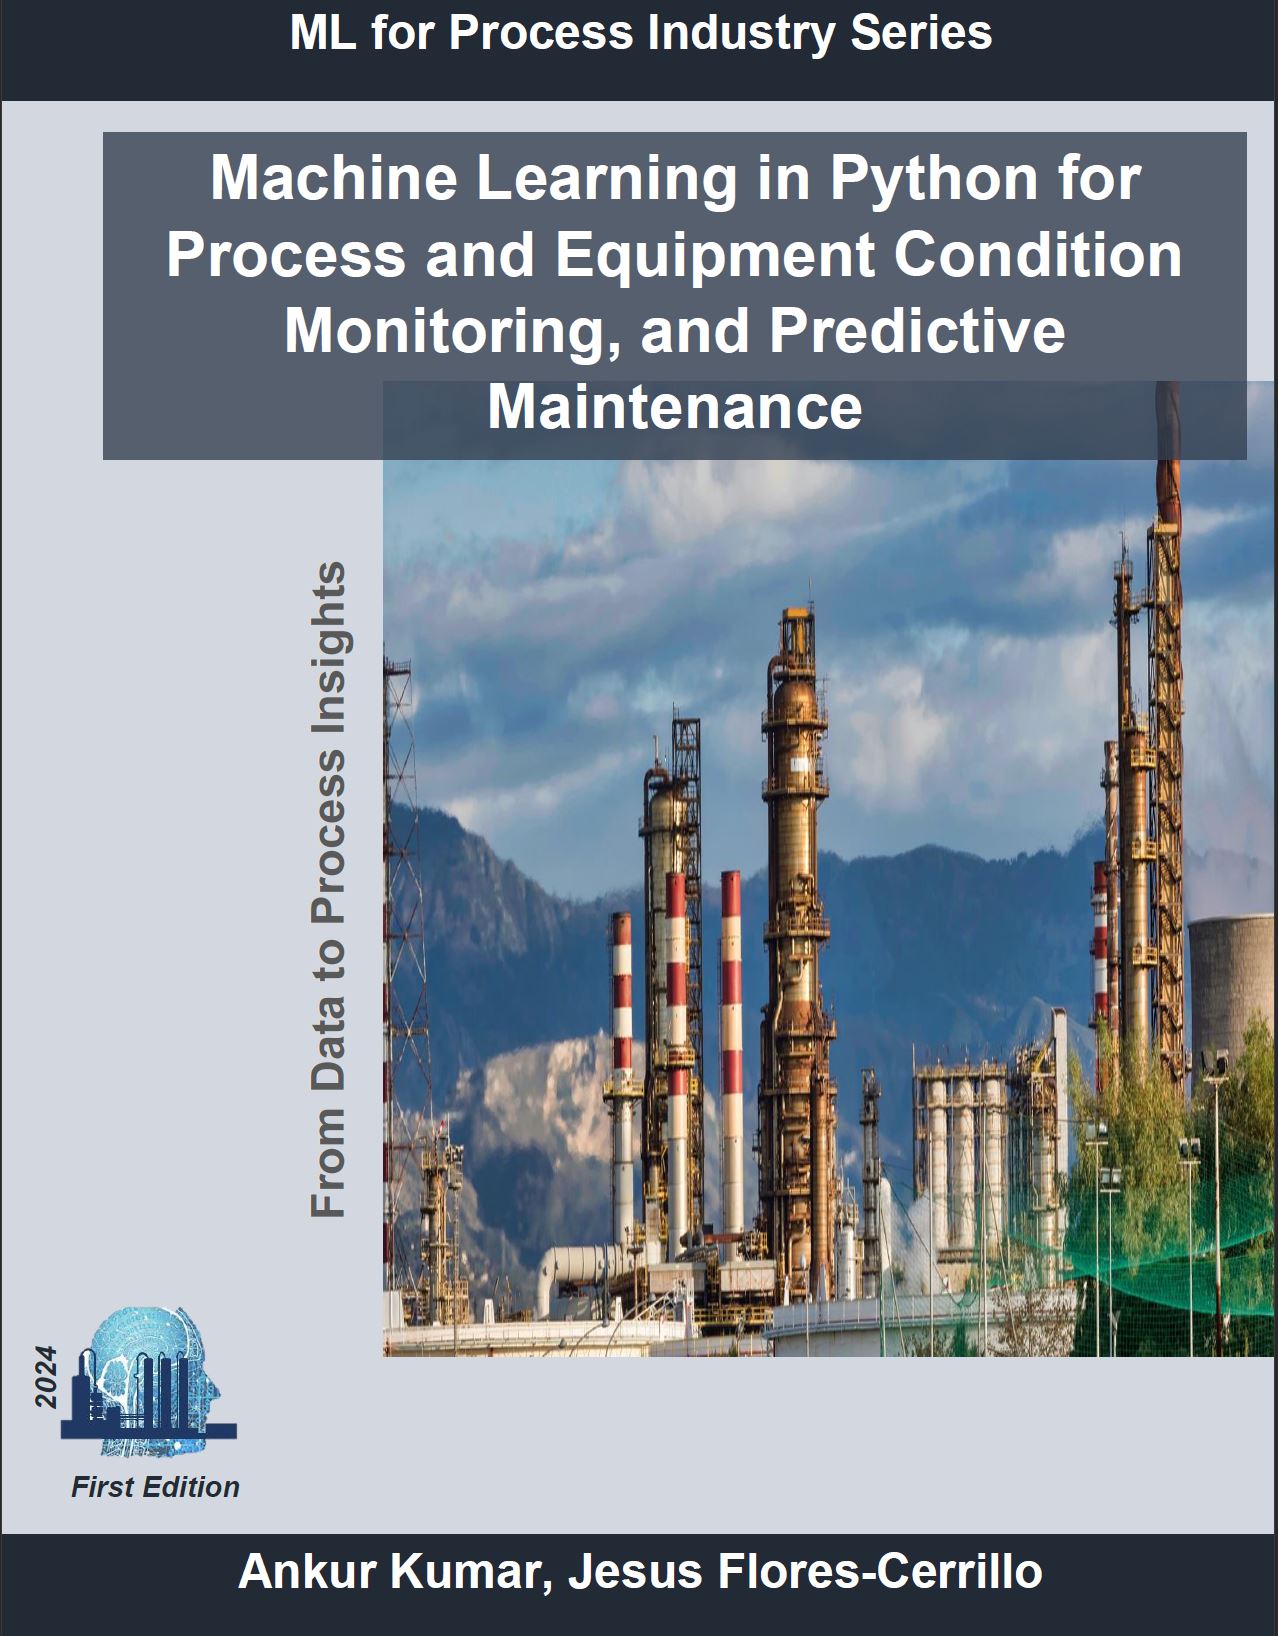 ML for Process Industry Series
Machine Learning in Python for
Process and Equipment Condition
Monitoring, and Predictive
Maintenance
From Data to Process Insights
2024
First Edition
Ankur Kumar, Jesus Flores-Cerrillo